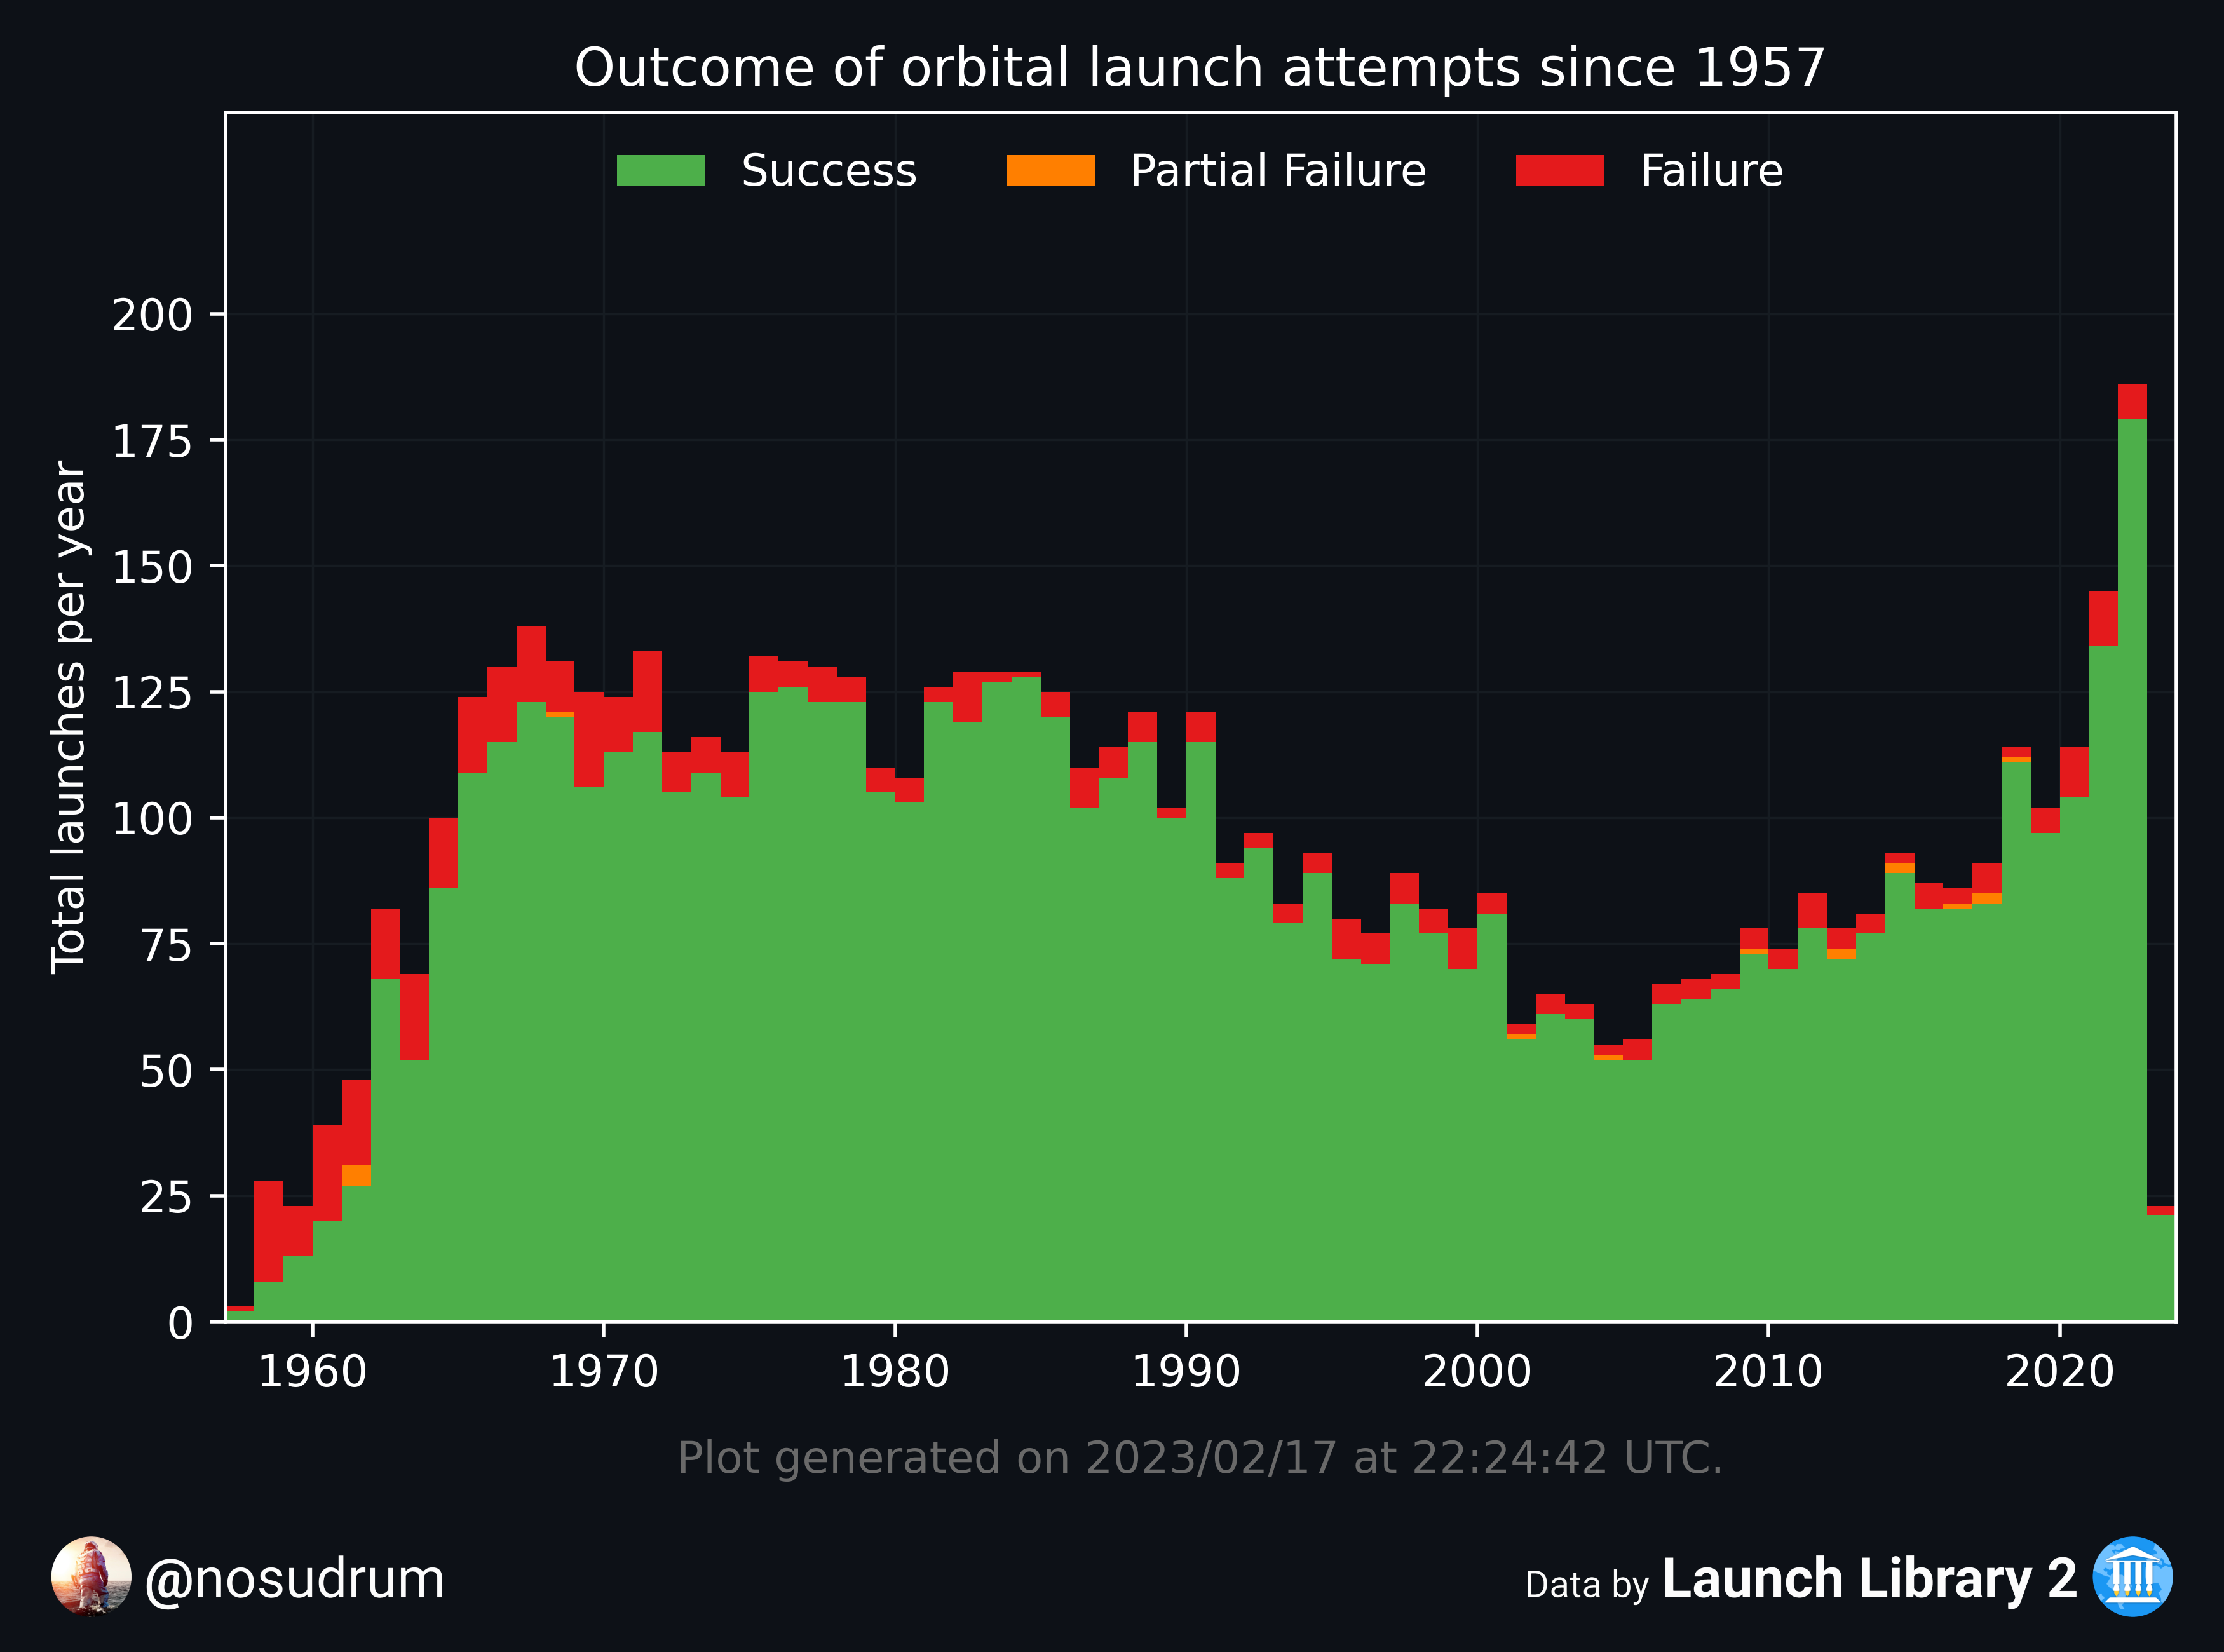 Outcome of orbital launch attempts since 1957
Success Partial Failure Failure
Total launches per year
200
175
150
125
100
75
50
25
0
1960 1970 1980 1990 2000 2010 2020
Plot generated on 2023/02/17 at 22:24:42 UTC.
@nosudrum
Data by Launch Library 2